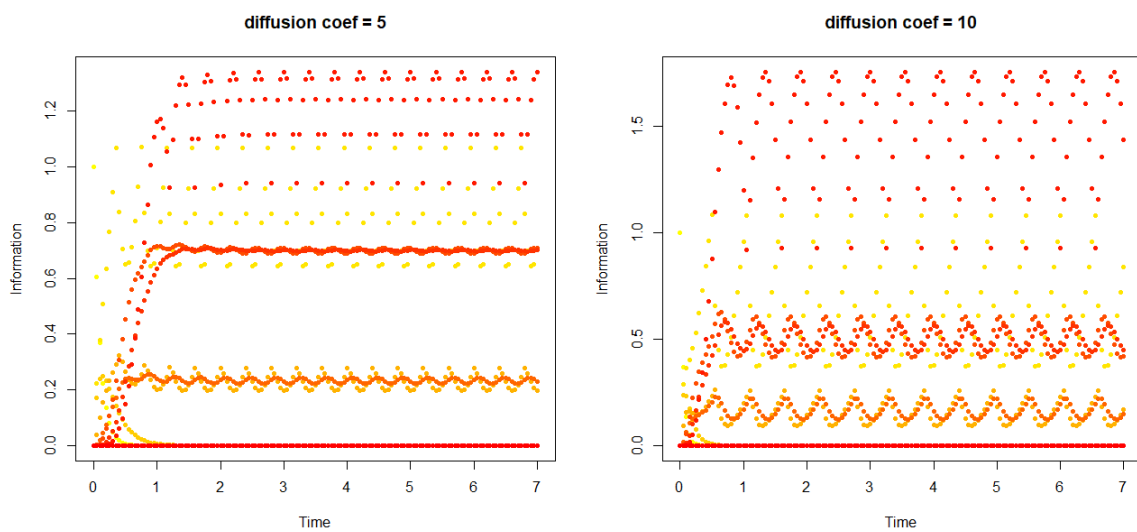 diffusion coef = 5
Information
0.0 0.2 0.4 0.6 0.8 1.0 1.2
0 1 2 3 4 5 6 7
Time
diffusion coef = 10
Information
0.0 0.5 1.0 1.5
0 1 2 3 4 5 6 7
Time